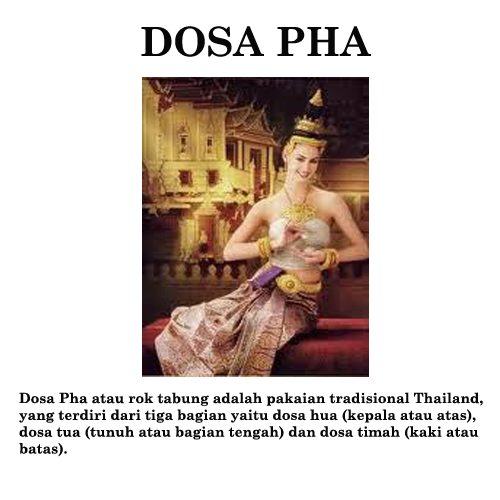 DOSA PHA
Dosa Pha atau rok tabung adalah pakaian tradisional Thailand,
yang terdiri dari tiga bagian yaitu dosa hua (kepala atau atas),
dosa tua (tunuh atau bagian tengah) dan dosa timah (kaki atau
batas).